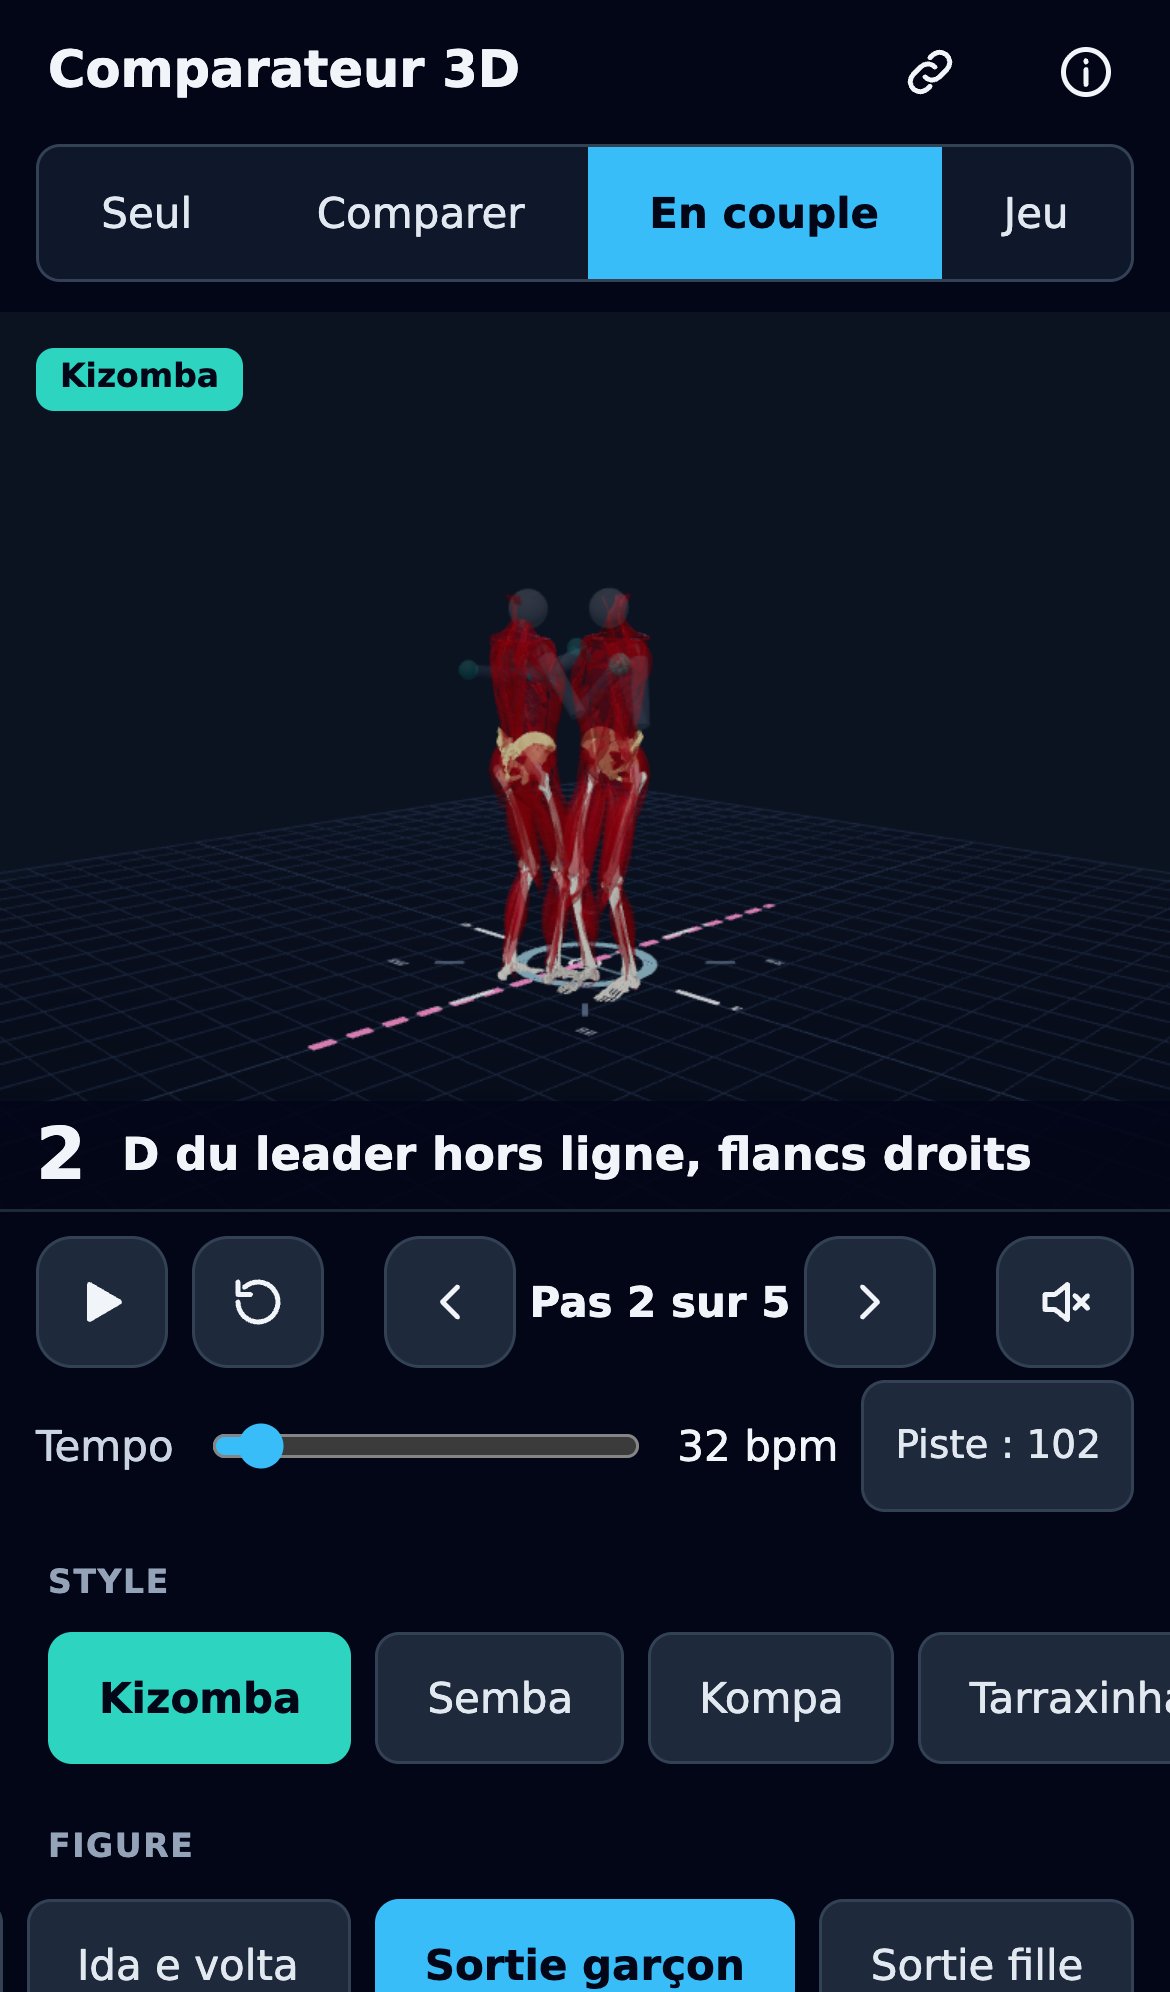 Comparateur 3D
Seul Comparer En couple Jeu
Kizomba
2 D du leader hors ligne, flancs droits
Pas 2 sur 5
Tempo 32 bpm Piste : 102
STYLE
Kizomba Semba Kompa
FIGURE
Ida e volta Sortie garçon Sortie fille